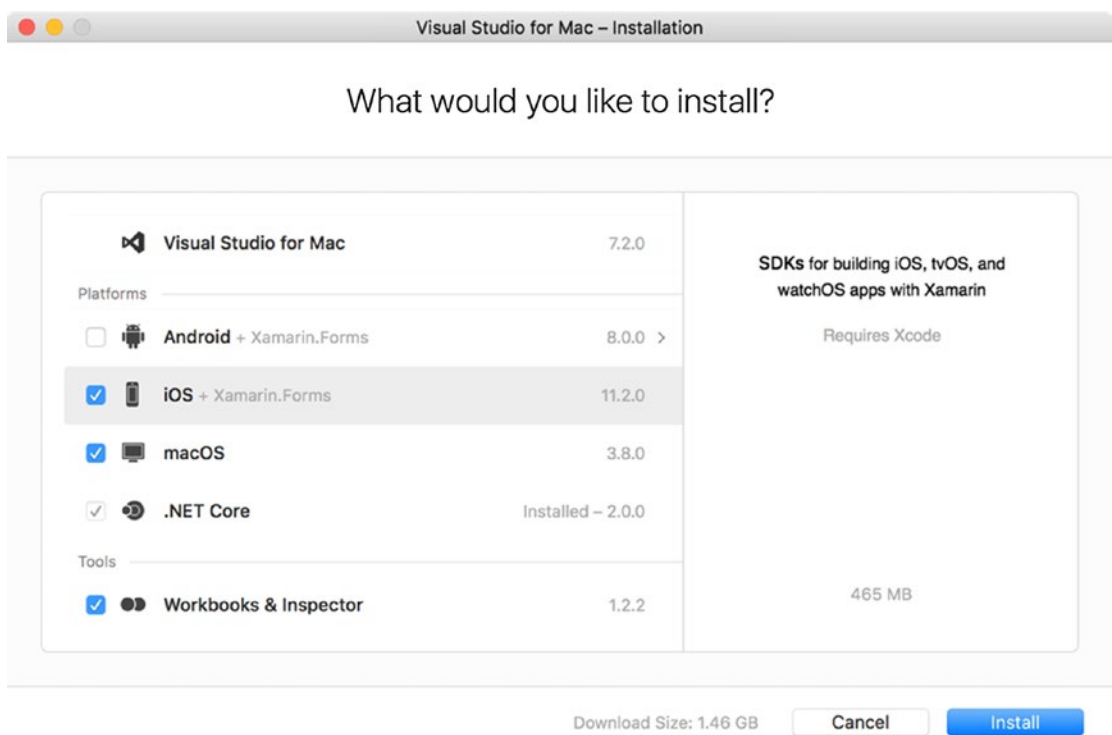 Visual Studio for Mac – Installation
What would you like to install?
Visual Studio for Mac 7.2.0
Platforms
Android + Xamarin.Forms 8.0.0 >
iOS + Xamarin.Forms 11.2.0
macOS 3.8.0
.NET Core Installed – 2.0.0
Tools
Workbooks & Inspector 1.2.2
SDKs for building iOS, tvOS, and
watchOS apps with Xamarin
Requires Xcode
465 MB
Download Size: 1.46 GB Cancel Install